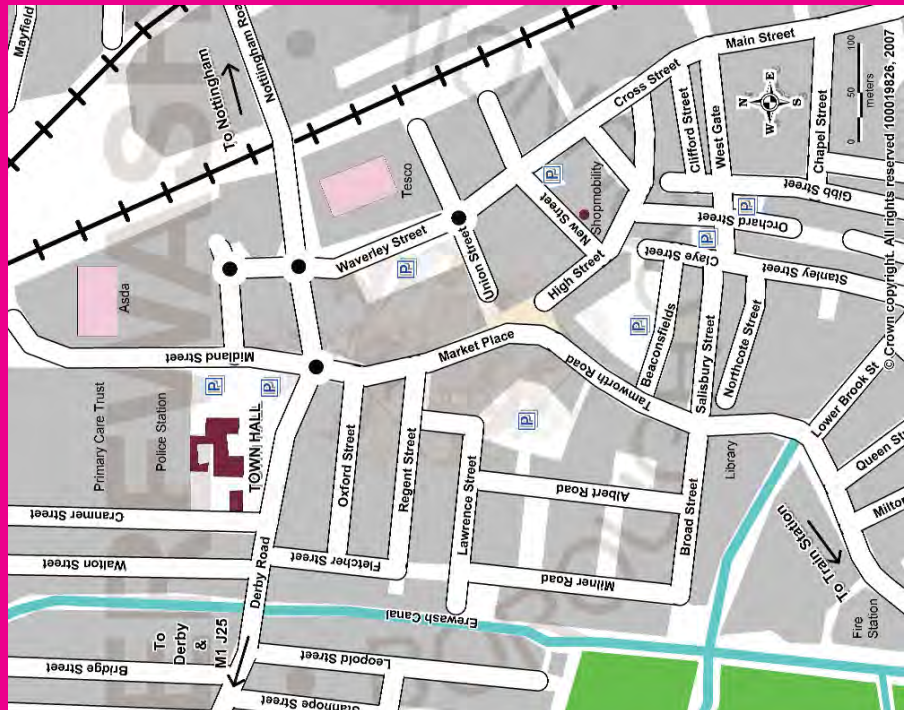 Mayfield
To Nottingham
Nottingham Roa
Main Street
Cross Street
100
50
0
meters
N
E
S
W
Clifford Street
West Gate
Chapel Street
Gibb Street
Tesco
P
Shopmobility
New Street
Orchard Street
P
Asda
Waverley Street
P
Union Street
High Street
Claye Street
P
Stanley Street
© Crown copyright. All rights reserved 100019826, 2007
Midland Street
Market Place
P
Beaconsfields
Salisbury Street
Northcote Street
Tamworth Road
Primary Care Trust
Police Station
P
P
TOWN HALL
P
Oxford Street
Regent Street
Lawrence Street
Albert Road
Library
Lower Brook St
Queen Str
Milton
Cranmer Street
Broad Street
Walton Street
Derby Road
Fletcher Street
Milner Road
To Train Station
Erewash Canal
To
Derby
&
M1 J25
Fire
Station
Bridge Street
Leopold Street
Stanhope Street